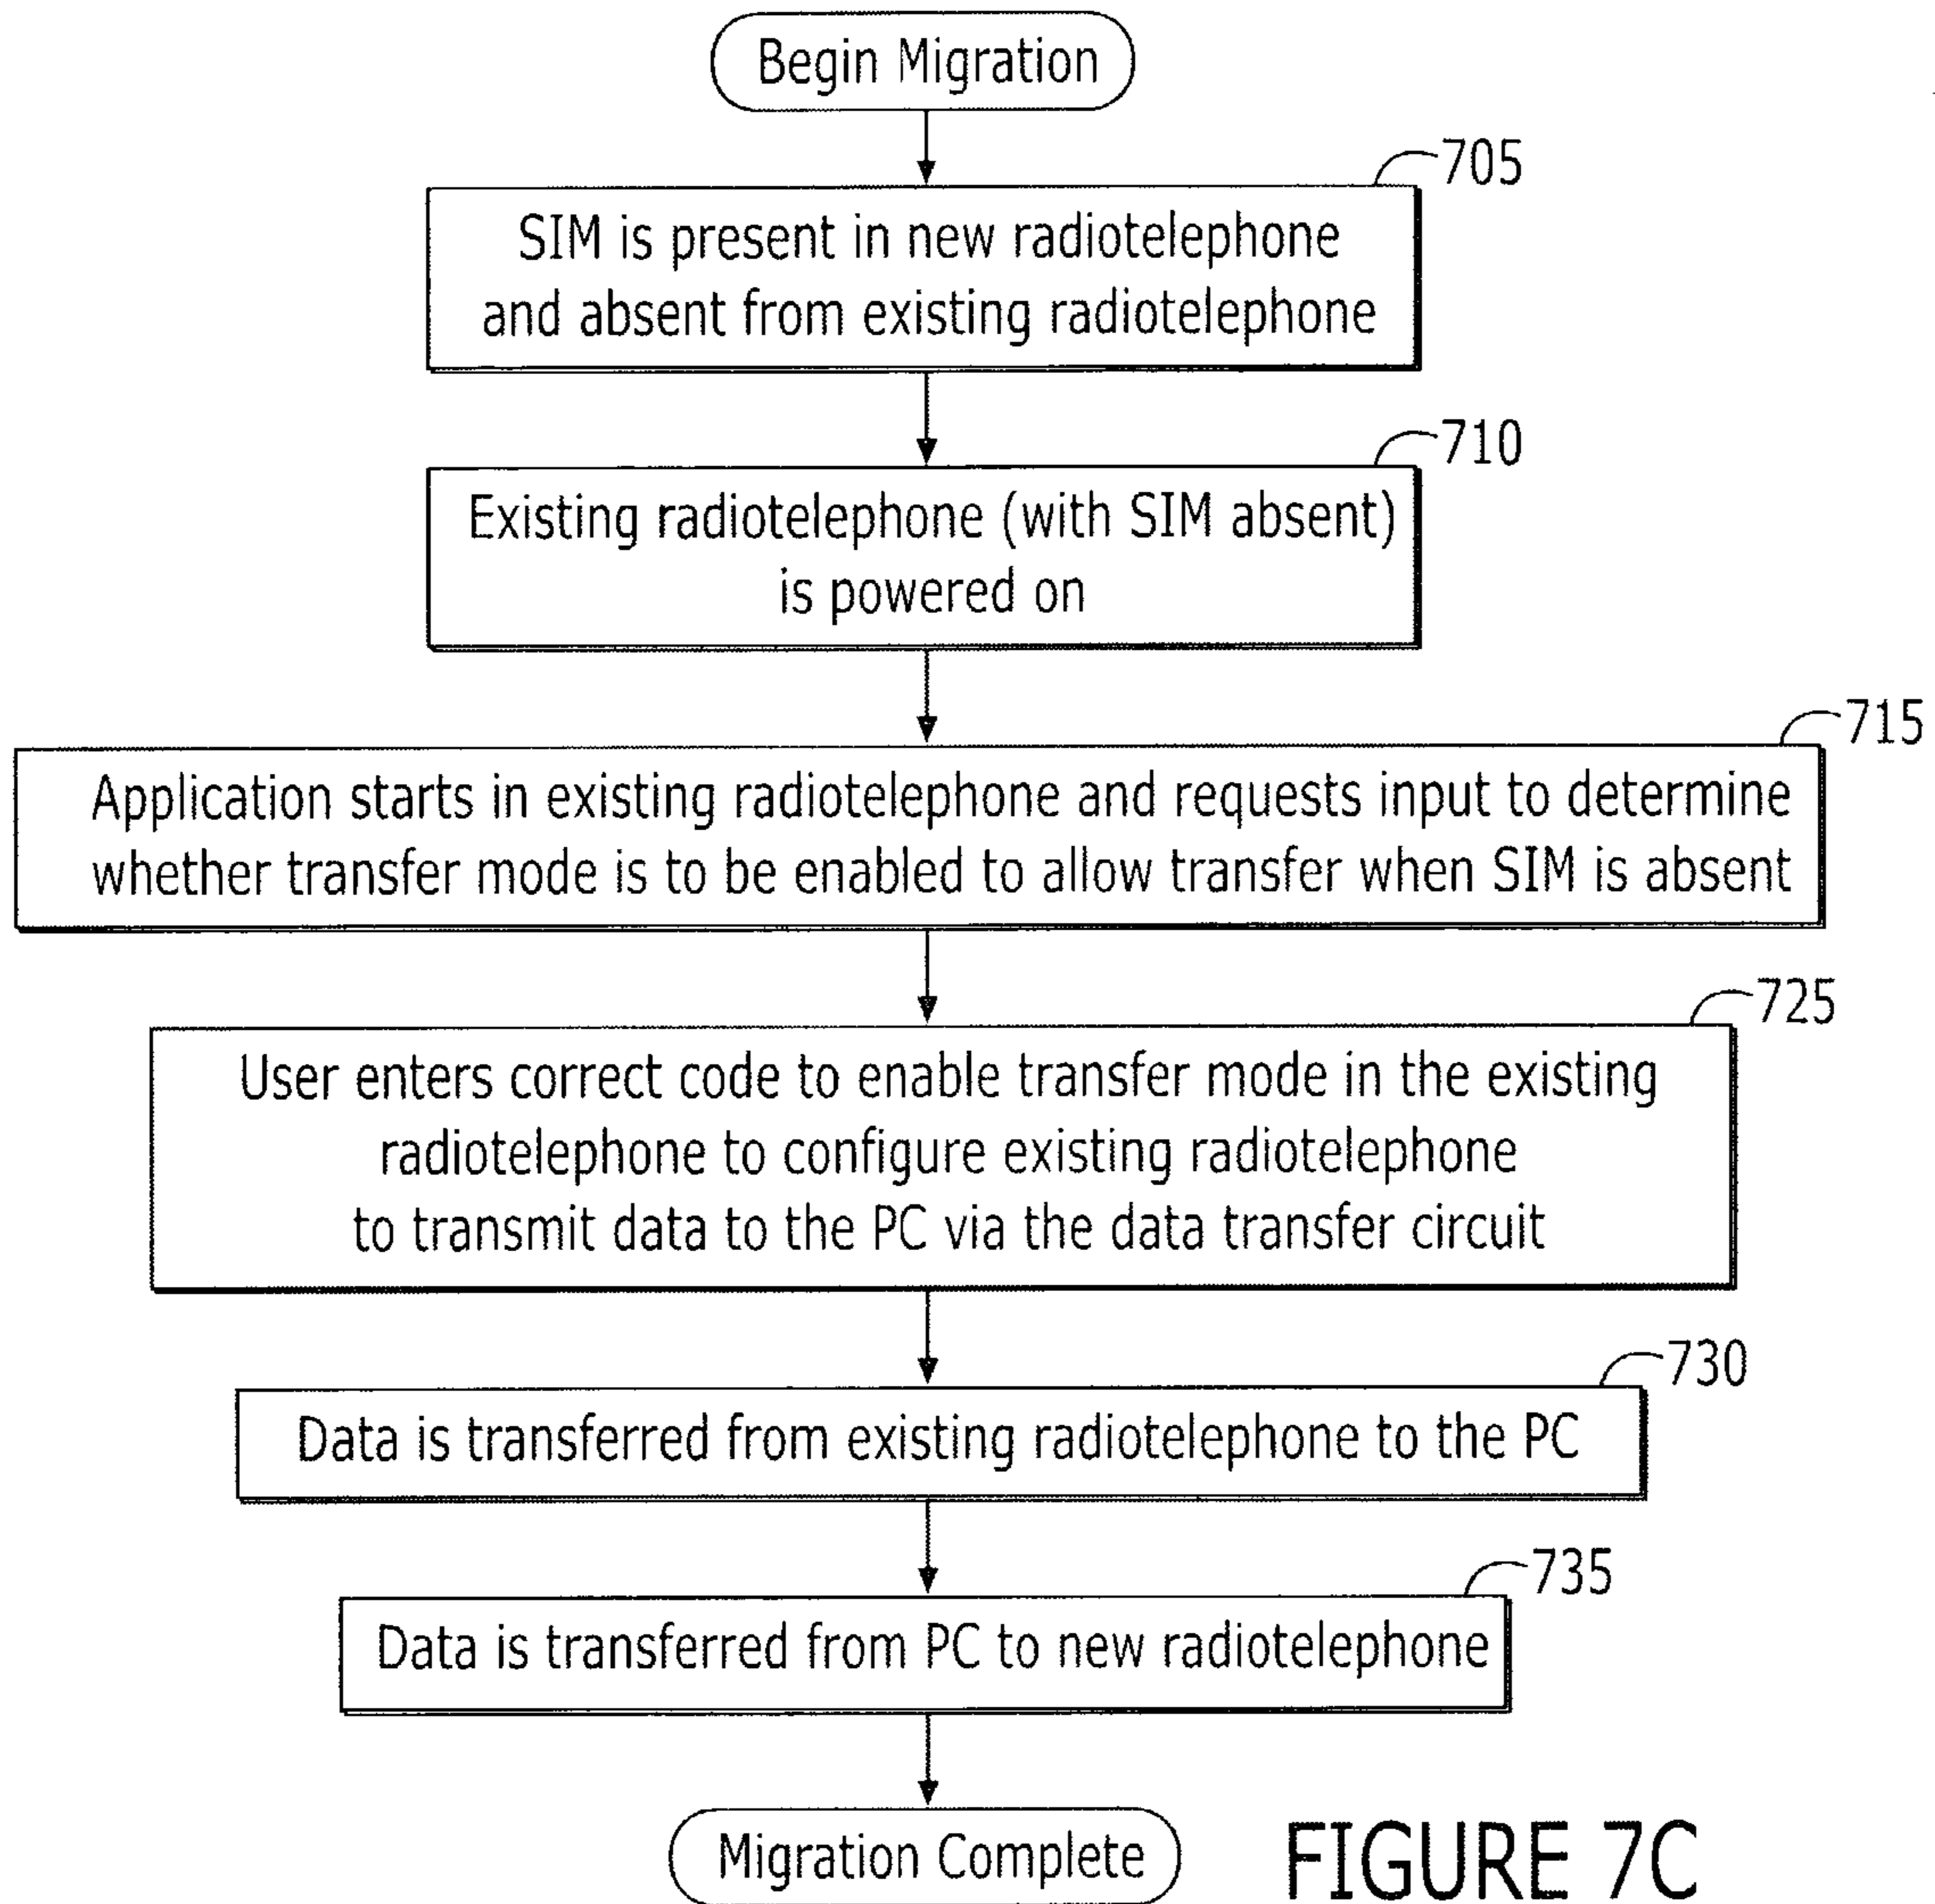 Begin Migration
705
SIM is present in new radiotelephone
and absent from existing radiotelephone
710
Existing radiotelephone (with SIM absent)
is powered on
715
Application starts in existing radiotelephone and requests input to determine
whether transfer mode is to be enabled to allow transfer when SIM is absent
725
User enters correct code to enable transfer mode in the existing
radiotelephone to configure existing radiotelephone
to transmit data to the PC via the data transfer circuit
730
Data is transferred from existing radiotelephone to the PC
735
Data is transferred from PC to new radiotelephone
Migration Complete
FIGURE 7C